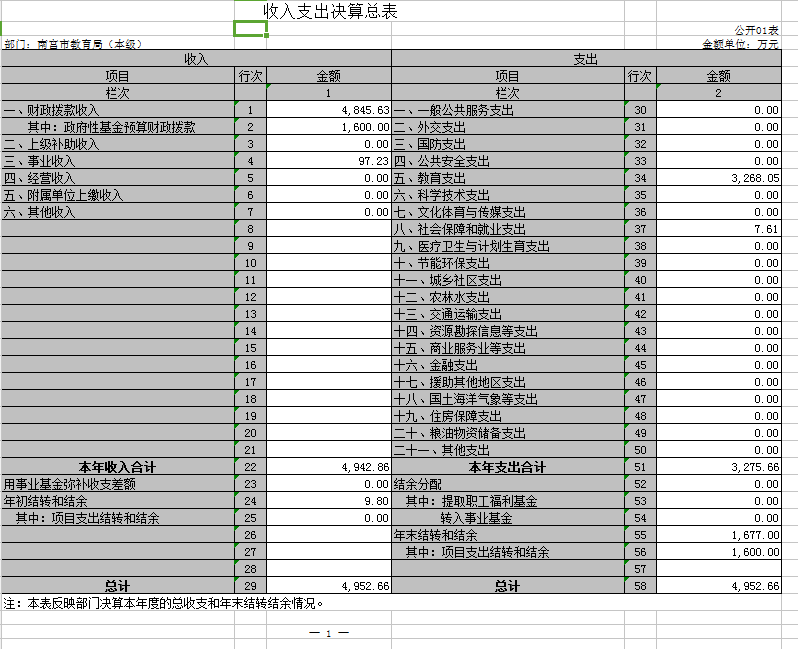 收入支出决算总表
公开01表
部门：南宫市教育局（本级） 金额单位：万元
收入 支出
项目 行次 金额 项目 行次 金额
栏次 1 栏次 2
一、财政拨款收入 1 4,845.63 一、一般公共服务支出 30 0.00
其中：政府性基金预算财政拨款 2 1,600.00 二、外交支出 31 0.00
二、上级补助收入 3 0.00 三、国防支出 32 0.00
三、事业收入 4 97.23 四、公共安全支出 33 0.00
四、经营收入 5 0.00 五、教育支出 34 3,268.05
五、附属单位上缴收入 6 0.00 六、科学技术支出 35 0.00
六、其他收入 7 0.00 七、文化体育与传媒支出 36 0.00
8 八、社会保障和就业支出 37 7.61
9 九、医疗卫生与计划生育支出 38 0.00
10 十、节能环保支出 39 0.00
11 十一、城乡社区支出 40 0.00
12 十二、农林水支出 41 0.00
13 十三、交通运输支出 42 0.00
14 十四、资源勘探信息等支出 43 0.00
15 十五、商业服务业等支出 44 0.00
16 十六、金融支出 45 0.00
17 十七、援助其他地区支出 46 0.00
18 十八、国土海洋气象等支出 47 0.00
19 十九、住房保障支出 48 0.00
20 二十、粮油物资储备支出 49 0.00
21 二十一、其他支出 50 0.00
本年收入合计 22 4,942.86 本年支出合计 51 3,275.66
用事业基金弥补收支差额 23 0.00 结余分配 52 0.00
年初结转和结余 24 9.80 其中：提取职工福利基金 53 0.00
其中：项目支出结转和结余 25 0.00 转入事业基金 54 0.00
26 年末结转和结余 55 1,677.00
27 其中：项目支出结转和结余 56 1,600.00
28 57
总计 29 4,952.66 总计 58 4,952.66
注：本表反映部门决算本年度的总收支和年末结转结余情况。
— 1 —